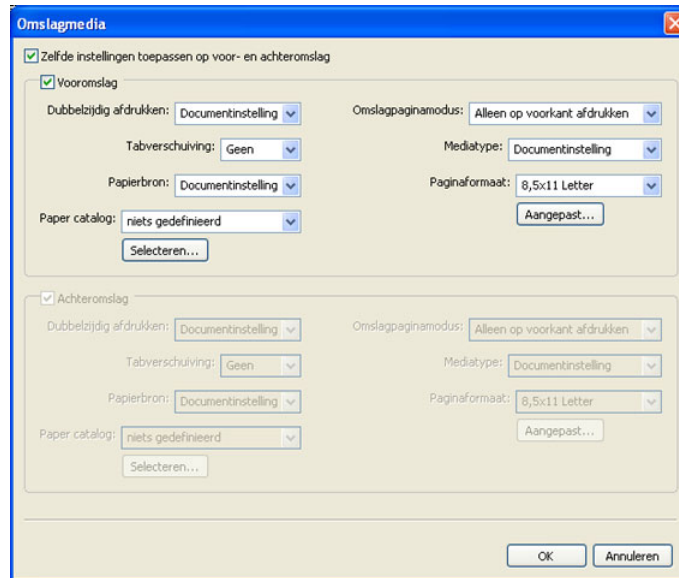 Omslagmedia
Zelfde instellingen toepassen op voor- en achteromslag
Vooromslag
Dubbelzijdig afdrukken: Documentinstelling Omslagpaginamodus: Alleen op voorkant afdrukken
Tabverschuiving: Geen Mediatype: Documentinstelling
Papierbron: Documentinstelling Paginaformaat: 8,5x11 Letter
Paper catalog: niets gedefinieerd Aangepast...
Selecteren...
Achteromslag
Dubbelzijdig afdrukken: Documentinstelling Omslagpaginamodus: Alleen op voorkant afdrukken
Tabverschuiving: Geen Mediatype: Documentinstelling
Papierbron: Documentinstelling Paginaformaat: 8,5x11 Letter
Paper catalog: niets gedefinieerd Aangepast...
Selecteren...
OK Annuleren